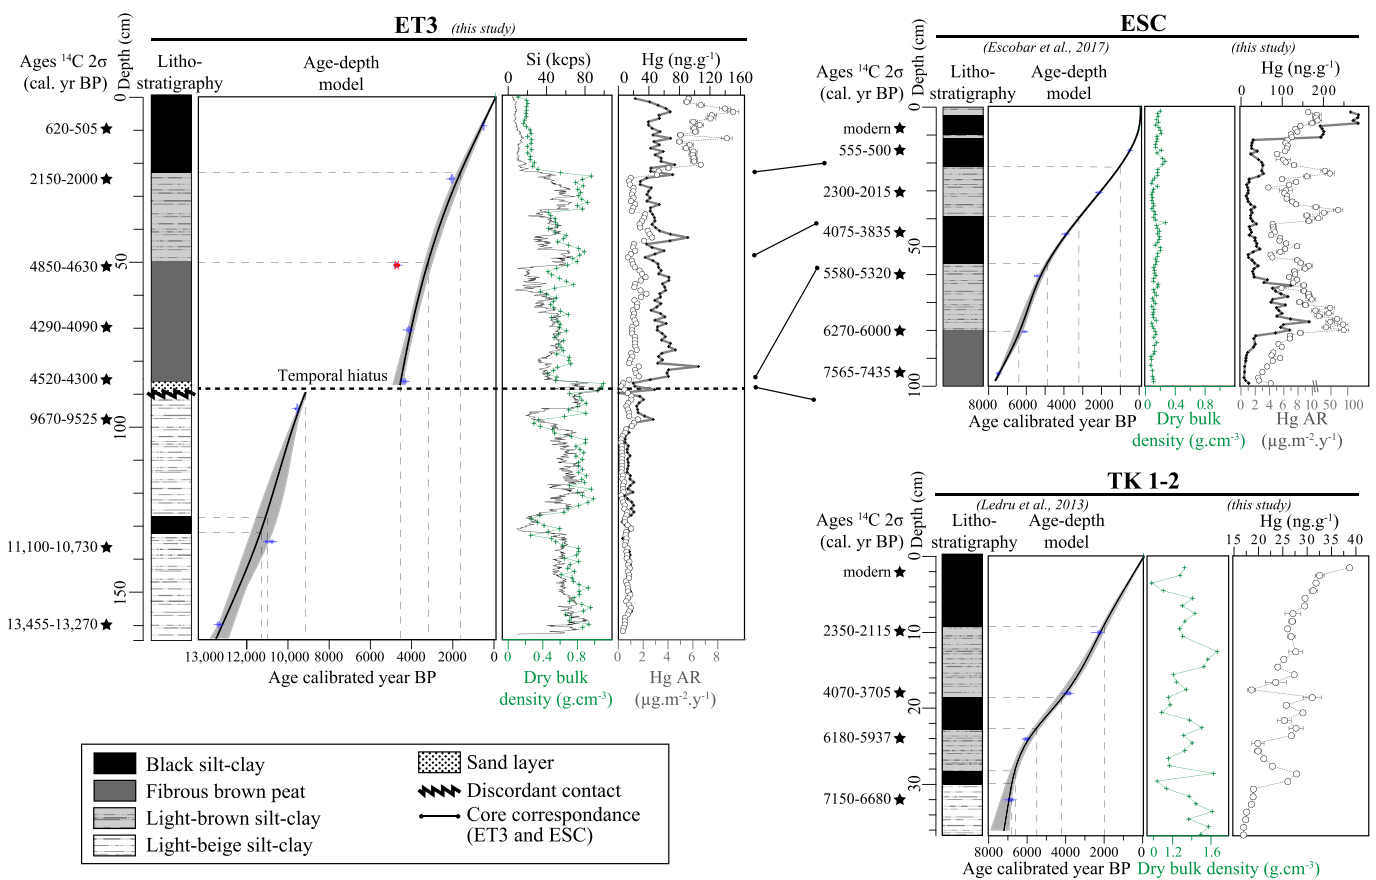 ET3 (this study)
Ages ¹⁴C 2σ
(cal. yr BP)
Depth (cm)
Litho-
stratigraphy
Age-depth
model
Si (kcps)
0 40 80
Hg (ng.g⁻¹)
0 40 80 120 160
0
50
100
150
620-505
2150-2000
4850-4630
4290-4090
4520-4300
9670-9525
11,100-10,730
13,455-13,270
Temporal hiatus
13,000 12,000 10,000 8000 6000 4000 2000 0
Age calibrated year BP
0 0.4 0.8
Dry bulk
density (g.cm⁻³)
0 2 4 6 8
Hg AR
(µg.m⁻².y⁻¹)
ESC
(Escobar et al., 2017) (this study)
Ages ¹⁴C 2σ
(cal. yr BP)
Depth (cm)
Litho-
stratigraphy
Age-depth
model
Hg (ng.g⁻¹)
0 100 200
0
50
100
modern
555-500
2300-2015
4075-3835
5580-5320
6270-6000
7565-7435
8000 6000 4000 2000 0
Age calibrated year BP
0 0.4 0.8
Dry bulk
density (g.cm⁻³)
0 2 4 6 8 10 50 100
Hg AR
(µg.m⁻².y⁻¹)
TK 1-2
(Ledru et al., 2013) (this study)
Ages ¹⁴C 2σ
(cal. yr BP)
Depth (cm)
Litho-
stratigraphy
Age-depth
model
Hg (ng.g⁻¹)
15 20 25 30 35 40
0
10
20
30
modern
2350-2115
4070-3705
6180-5937
7150-6680
8000 6000 4000 2000 0
Age calibrated year BP
0 1.2 1.6
Dry bulk density (g.cm⁻³)
Black silt-clay
Fibrous brown peat
Light-brown silt-clay
Light-beige silt-clay
Sand layer
Discordant contact
Core correspondance
(ET3 and ESC)